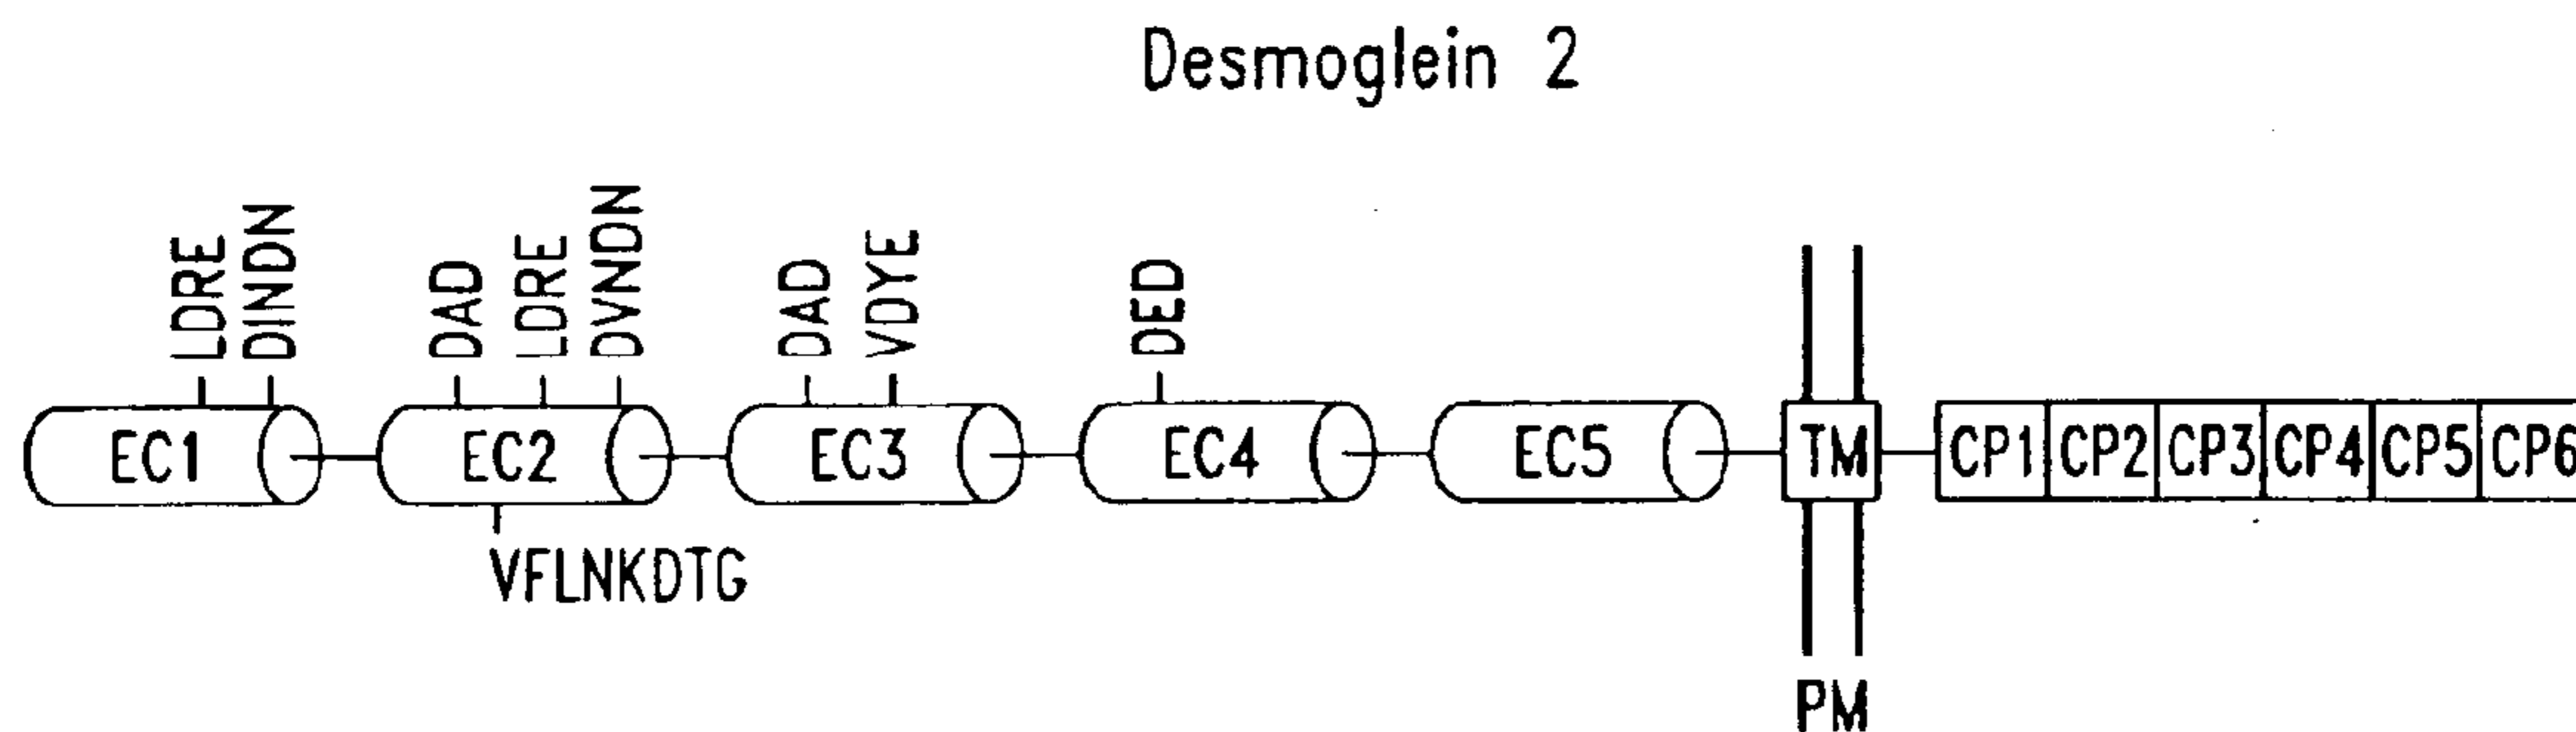 Desmoglein 2
LDRE
DINDN
DAD
LDRE
DVNDN
DAD
VDYE
DED
EC1
EC2
EC3
EC4
EC5
TM
CP1
CP2
CP3
CP4
CP5
CP6
VFLNKDTG
PM